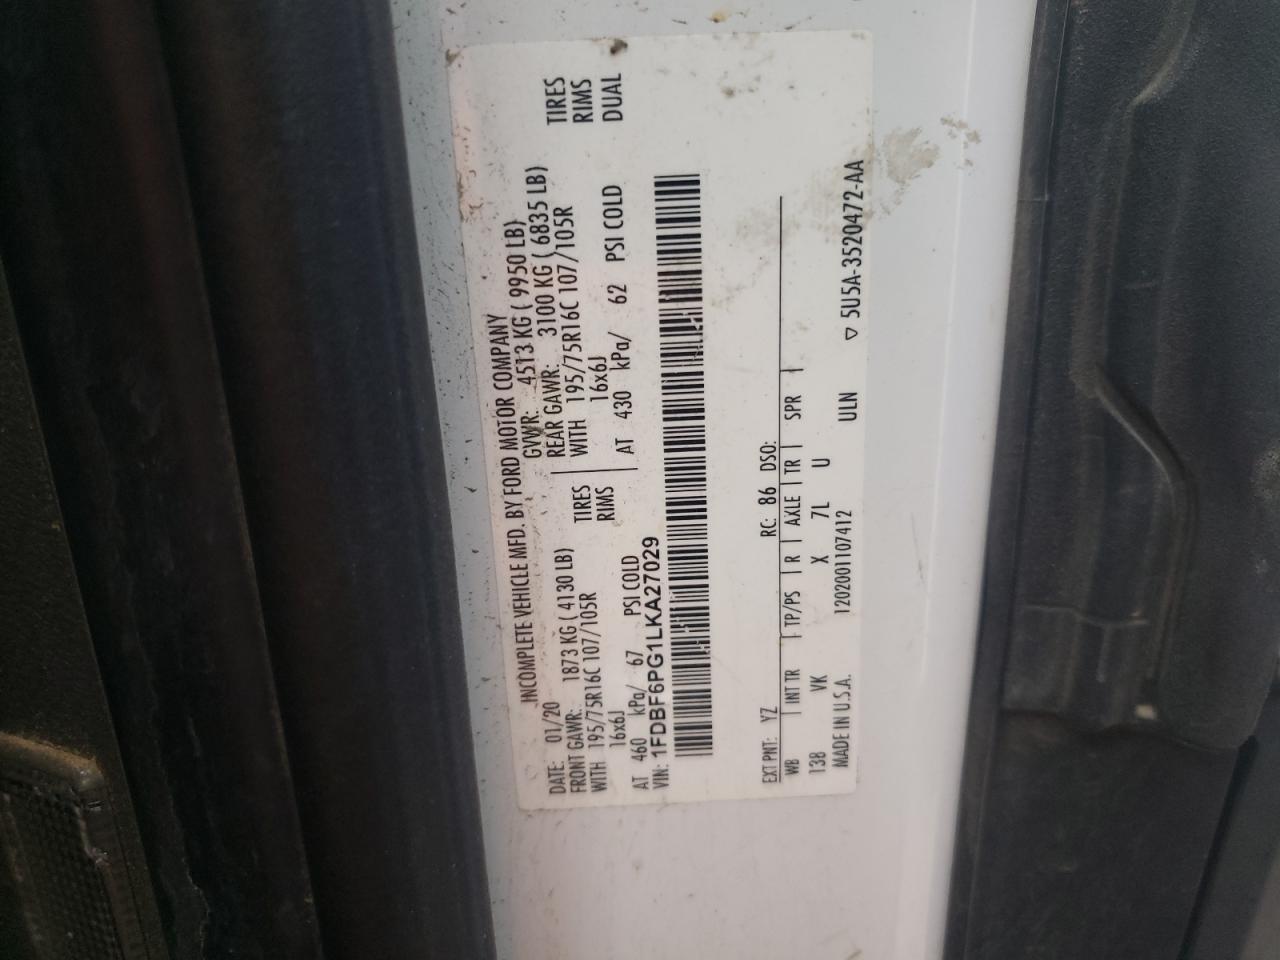 INCOMPLETE VEHICLE MFD. BY FORD MOTOR COMPANY
DATE: 01/20 GVWR: 4513 KG ( 9950 LB)
FRONT GAWR: 1873 KG ( 4130 LB) REAR GAWR: 3100 KG ( 6835 LB)
WITH 195/75R16C 107/105R TIRES WITH 195/75R16C 107/105R TIRES
16x6J RIMS 16x6J RIMS
AT 460 kPa/ 67 PSI COLD AT 430 kPa/ 62 PSI COLD DUAL
VIN: 1FDBF6PG1LKA27029
EXT PNT: YZ RC: 86 DSO:
WB INT TR TP/PS R AXLE TR SPR
138 VK X 7L U
MADE IN U.S.A. 1202001107412 ULN ▽ 5U5A-3520472-AA